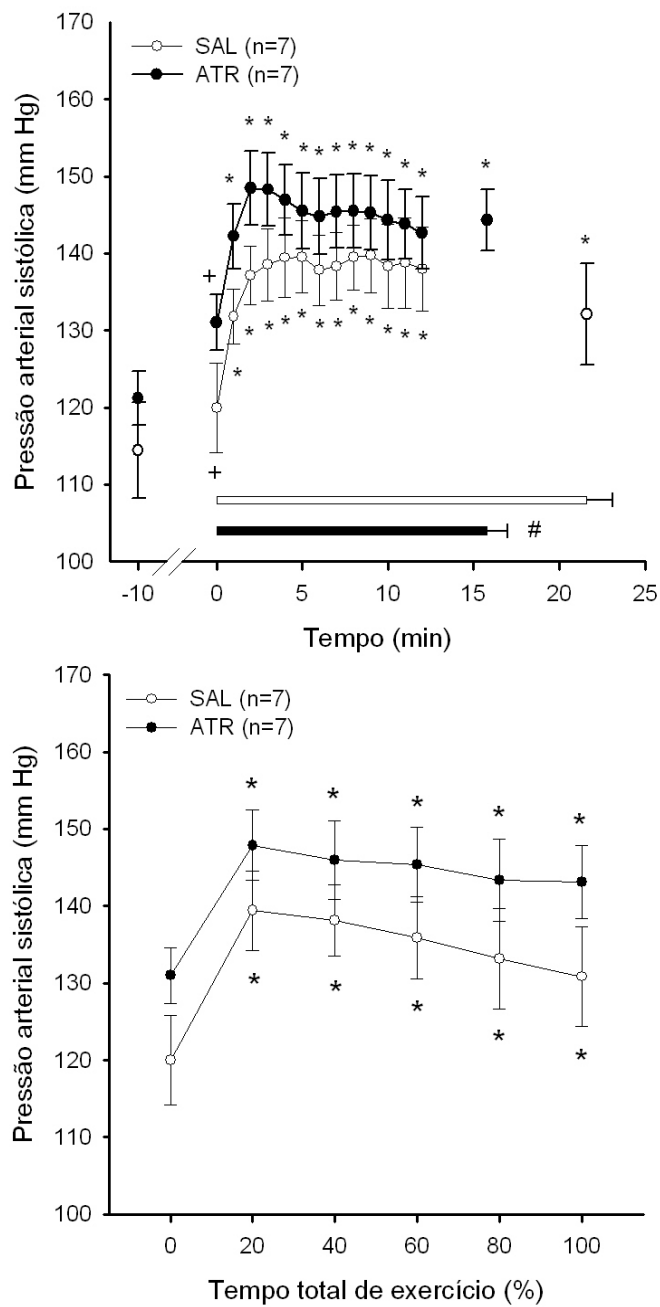 170
160
150
140
130
120
110
100
Pressão arterial sistólica (mm Hg)
SAL (n=7)
ATR (n=7)
* * * * * * * * * * * * * *
+
* * * * * * * * * *
*
+
#
-10 0 5 10 15 20 25
Tempo (min)
170
160
150
140
130
120
110
100
Pressão arterial sistólica (mm Hg)
SAL (n=7)
ATR (n=7)
* * * * *
* * * * *
0 20 40 60 80 100
Tempo total de exercício (%)